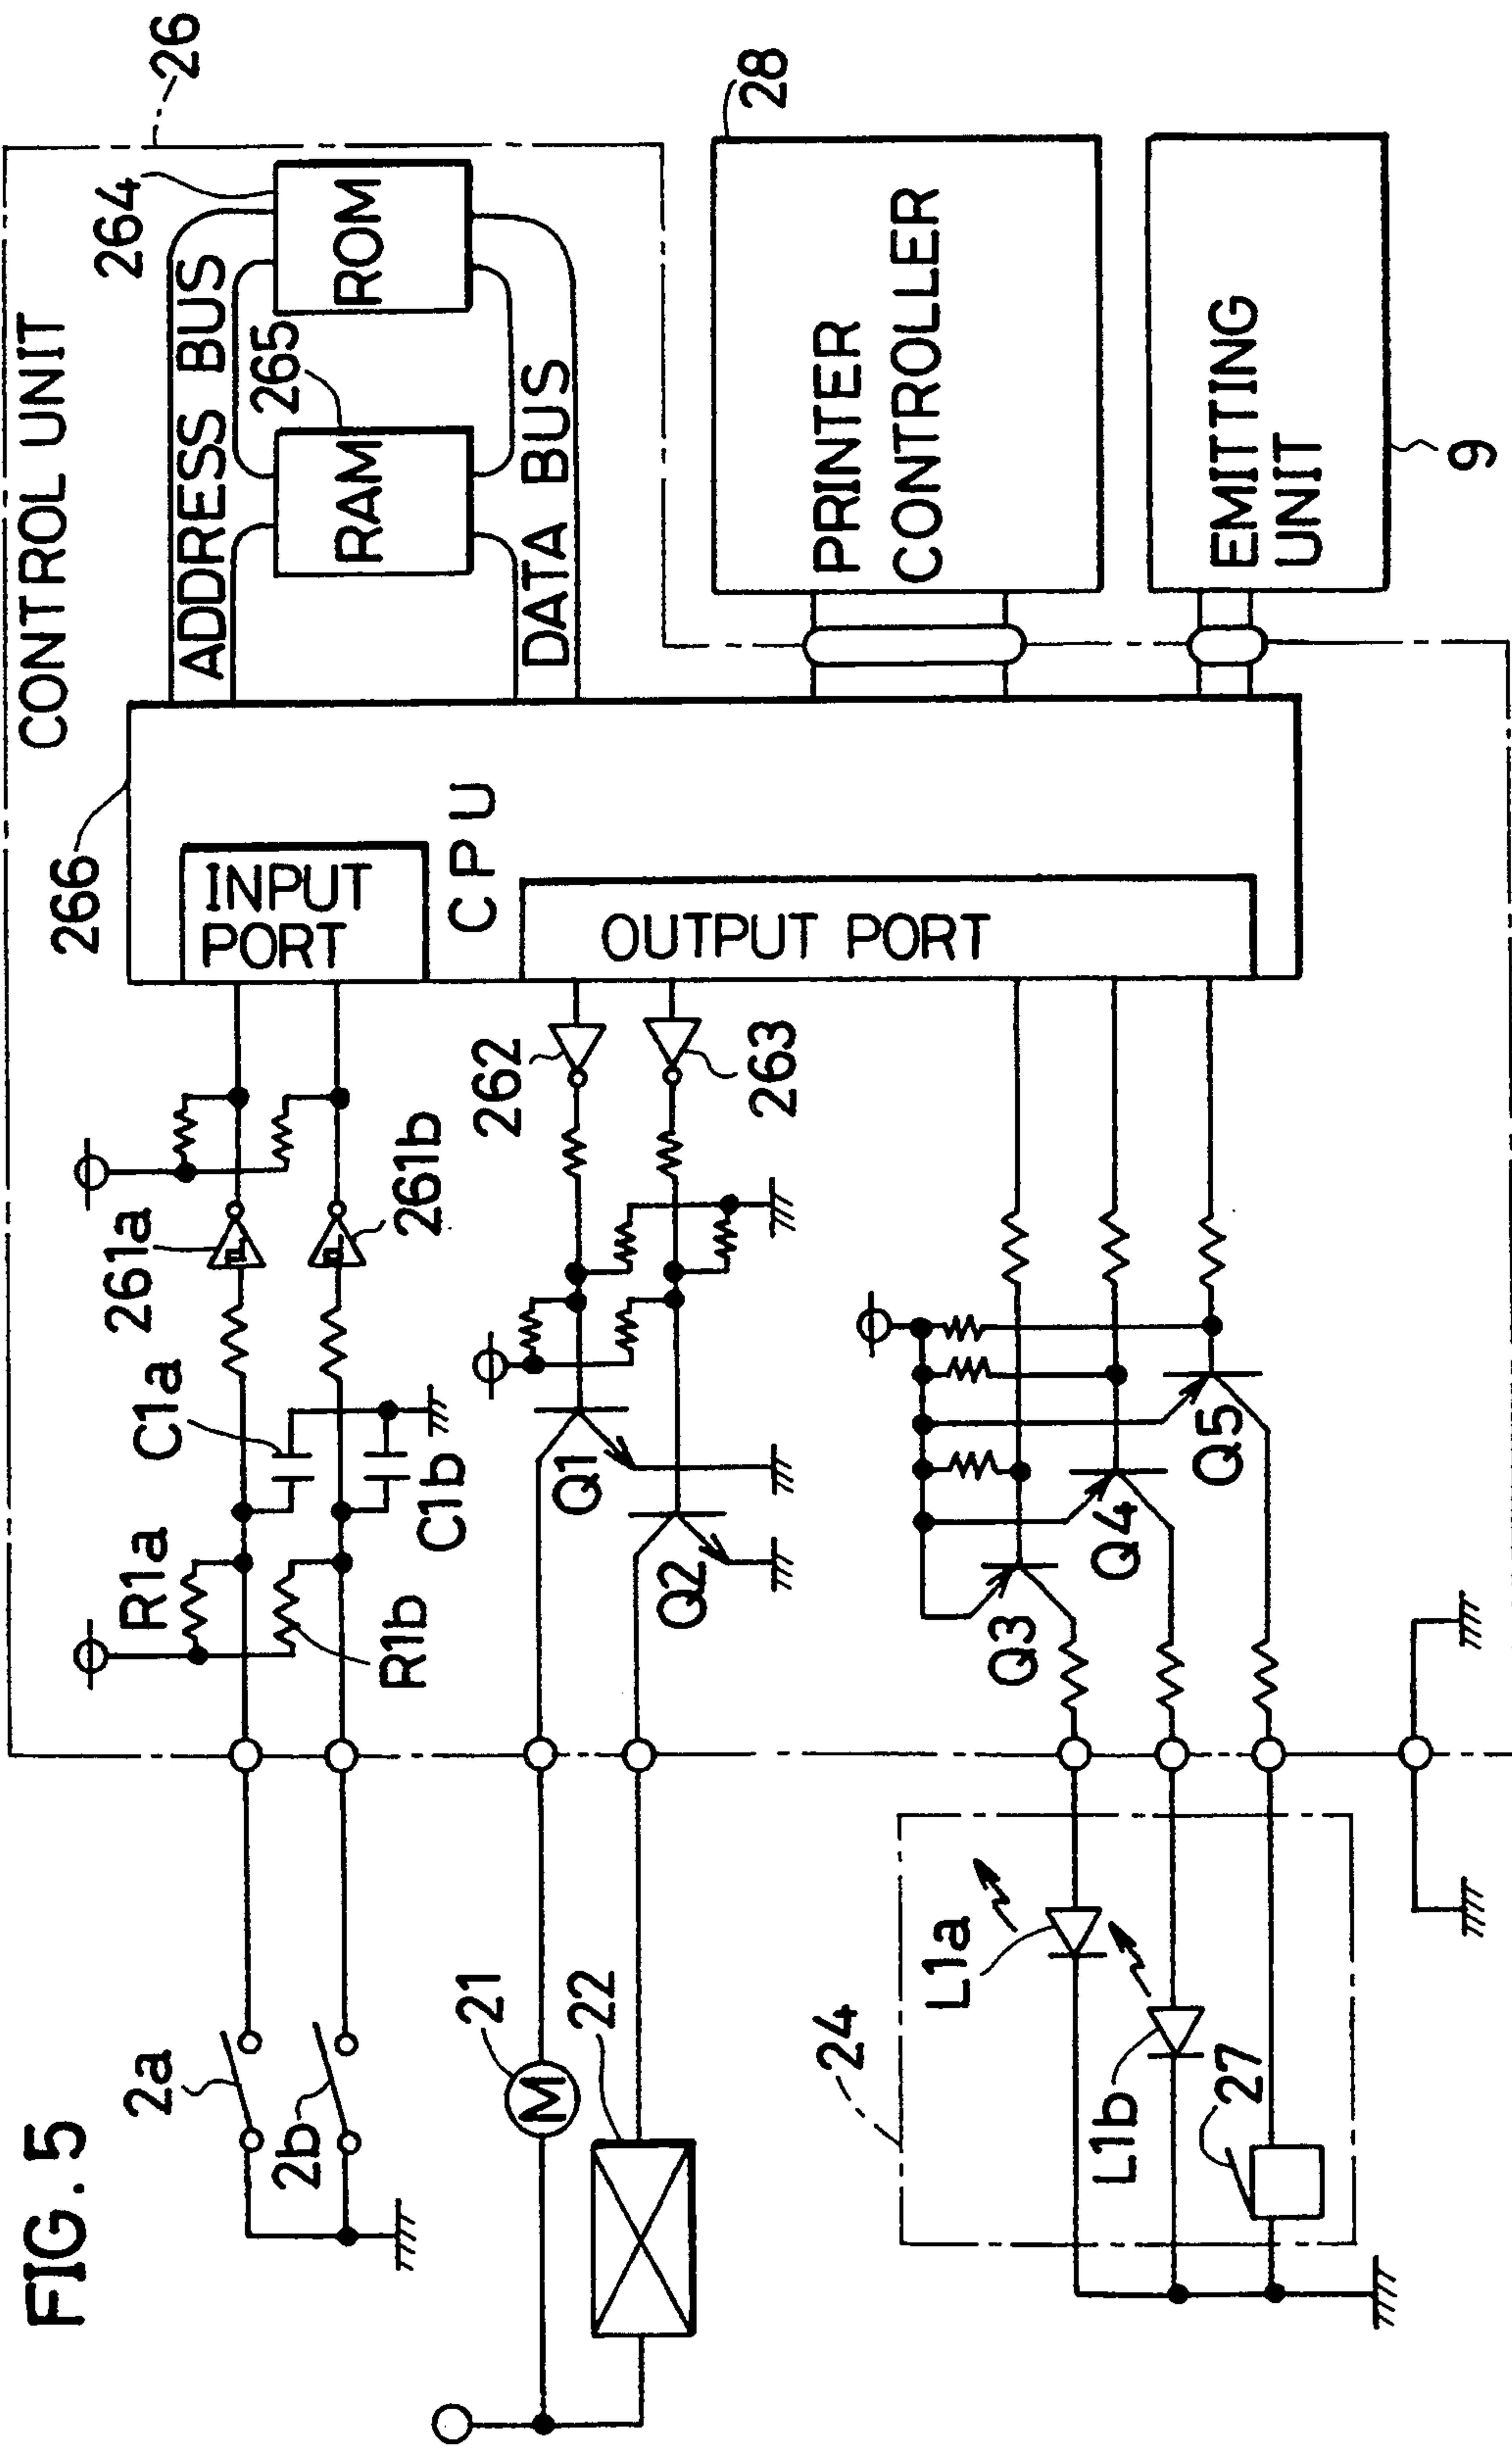 FIG. 5
CONTROL UNIT
26
2a
2b
R1a
R1b
C1a
C1b
261a
261b
266
INPUT
PORT
CPU
OUTPUT PORT
ADDRESS BUS
DATA BUS
264
ROM
265
RAM
21
M
22
Q1
Q2
262
263
PRINTER
CONTROLLER
28
24
L1a
L1b
27
Q3
Q4
Q5
EMITTING
UNIT
9